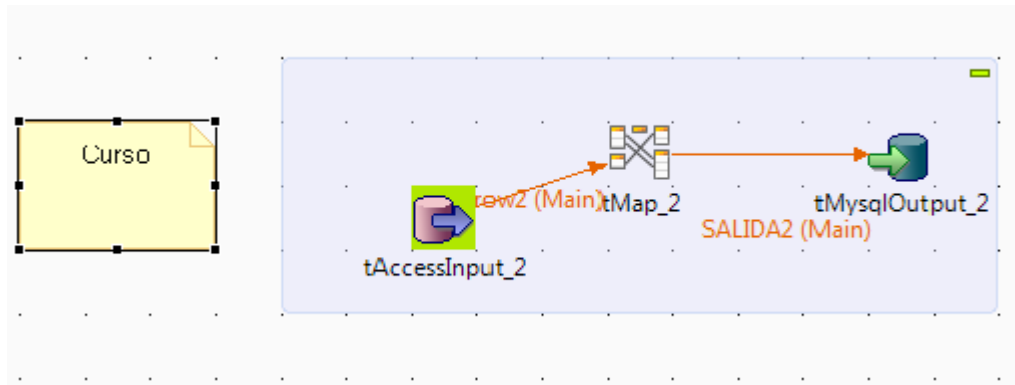 Curso
row2 (Main)
tMap_2
tMysqlOutput_2
SALIDA2 (Main)
tAccessInput_2